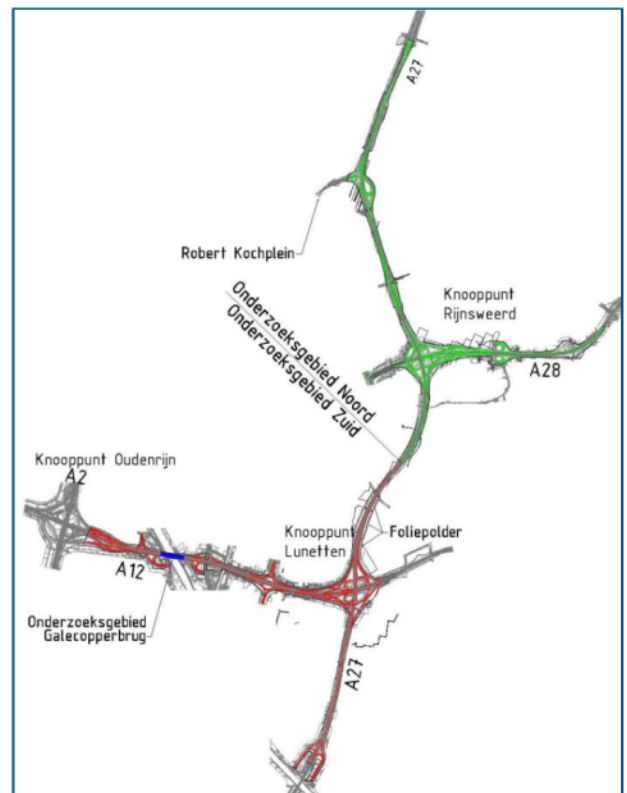 A27
Robert Kochplein
Knooppunt
Rijnsweerd
Onderzoeksgebied Noord
Onderzoeksgebied Zuid
A28
Knooppunt Oudenrijn
A2
Knooppunt
Lunetten
Foliepolder
A12
Onderzoeksgebied
Galecopperbrug
A27